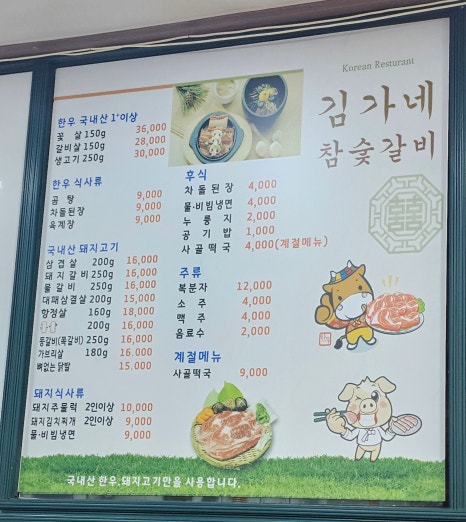 Korean Resturant
김가네
참숯갈비
한우 국내산 1⁺이상
꽃 살 150g 36,000
갈비살 150g 28,000
생고기 250g 30,000
한우 식사류
곰 탕 9,000
차돌된장 9,000
육계장 9,000
국내산 돼지고기
삼겹살 200g 16,000
돼지갈비 250g 16,000
물갈비 250g 16,000
대패삼겹살 200g 15,000
항정살 160g 18,000
200g 16,000
등갈비(쪽갈비) 250g 16,000
가브리살 180g 16,000
뼈없는 닭발 15,000
돼지식사류
돼지주물럭 2인이상 10,000
돼지김치찌개 2인이상 9,000
물·비빔냉면 9,000
후식
차돌된장 4,000
물·비빔냉면 4,000
누룽지 2,000
공기밥 1,000
사골떡국 4,000(계절메뉴)
주류
복분자 12,000
소 주 4,000
맥 주 4,000
음료수 2,000
계절메뉴
사골떡국 9,000
국내산 한우,돼지고기만을 사용합니다.